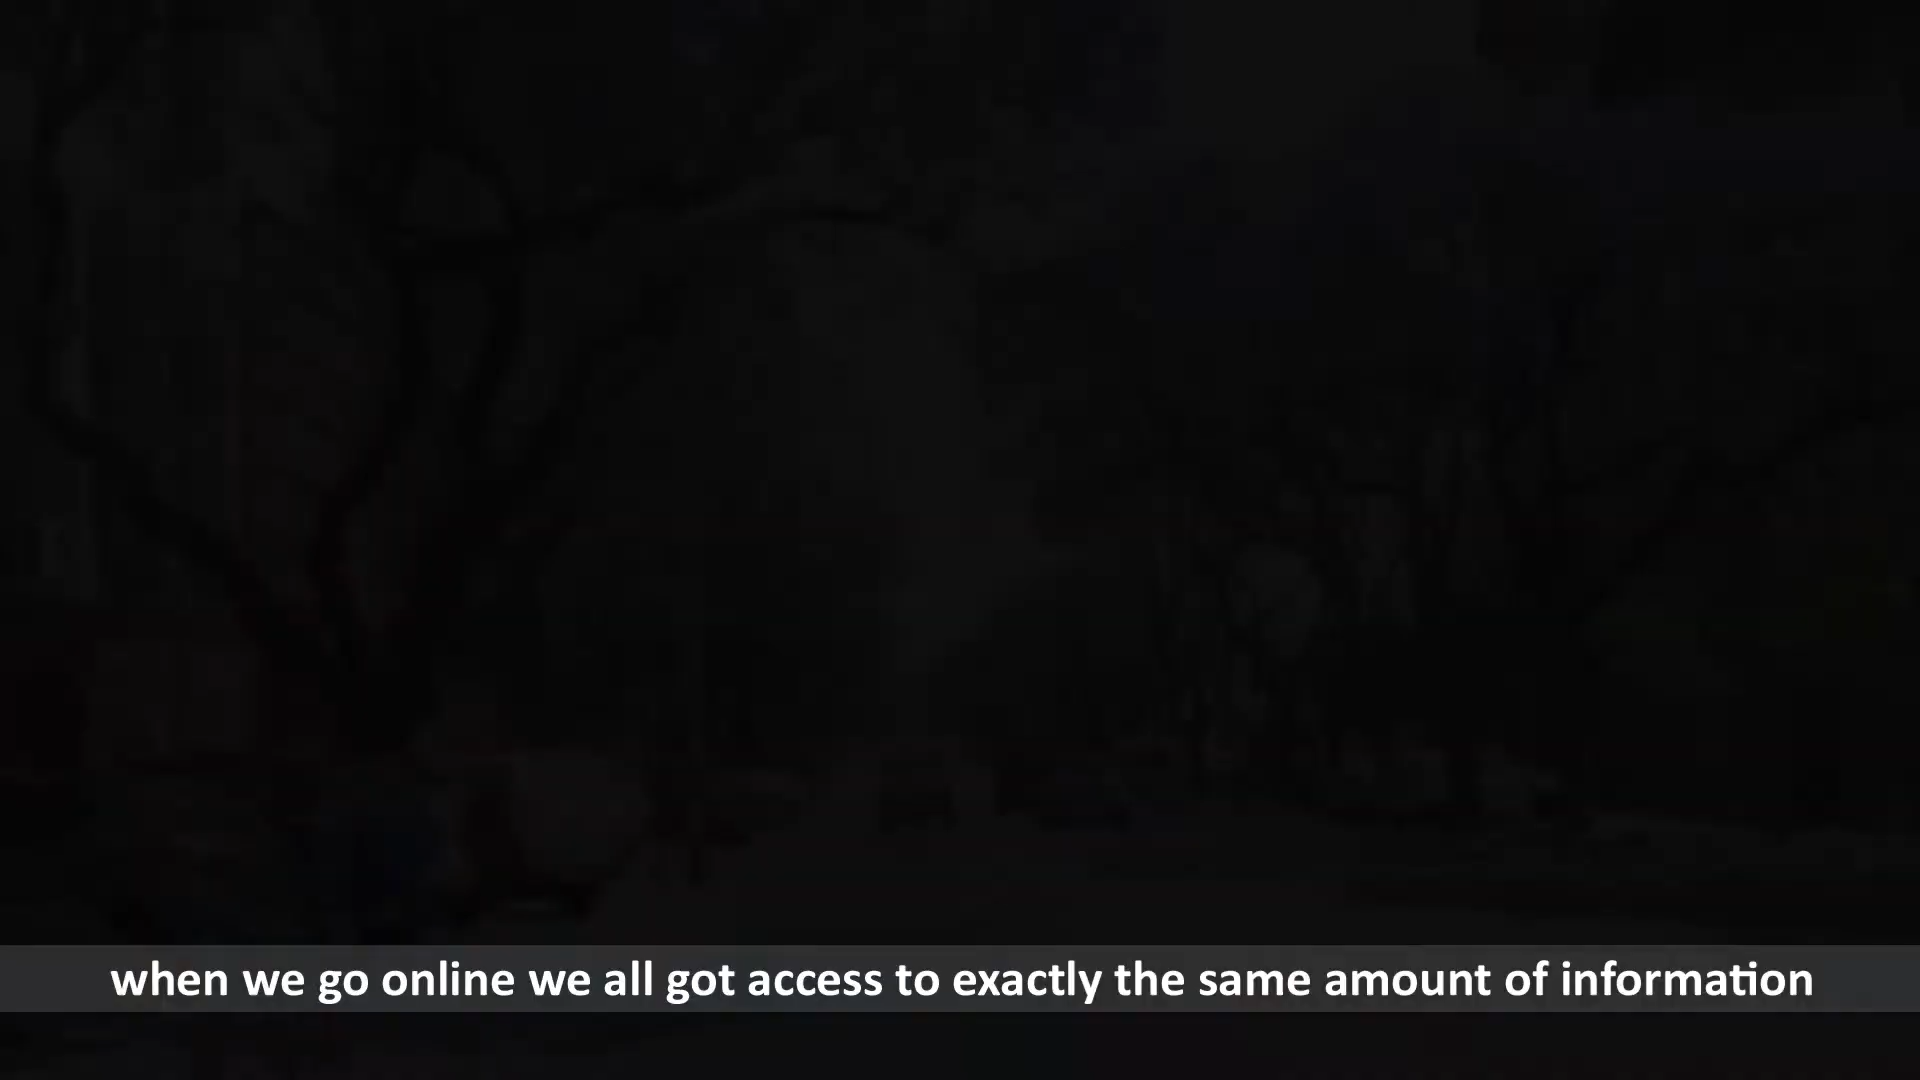 when we go online we all got access to exactly the same amount of information